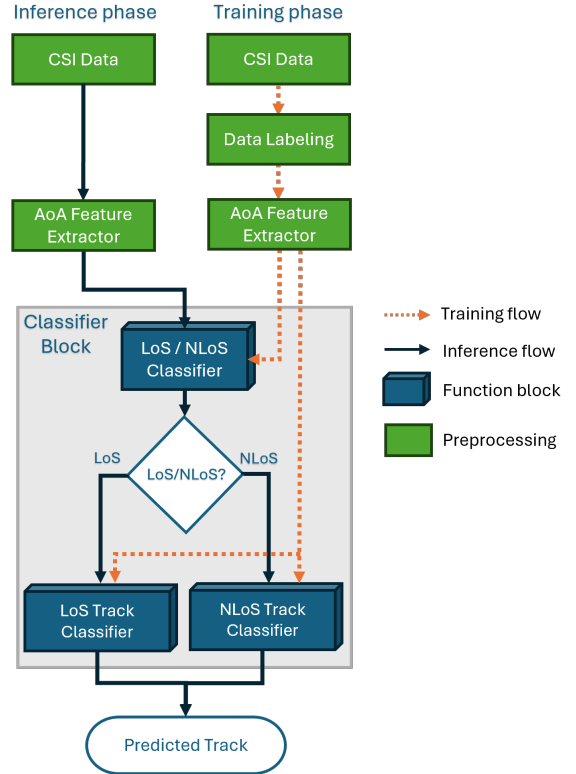 Inference phase
Training phase
CSI Data
CSI Data
Data Labeling
AoA Feature
Extractor
AoA Feature
Extractor
Classifier
Block
LoS / NLoS
Classifier
LoS
LoS/NLoS?
NLoS
LoS Track
Classifier
NLoS Track
Classifier
Predicted Track
Training flow
Inference flow
Function block
Preprocessing